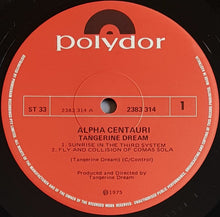 polydor
ST 33
2383 314 A
2383 314
1
ALPHA CENTAURI
TANGERINE DREAM
1. SUNRISE IN THE THIRD SYSTEM
2. FLY AND COLLISION OF COMAS SOLA
(Tangerine Dream) (C/Control)
Produced and Directed by
Tangerine Dream
℗1975